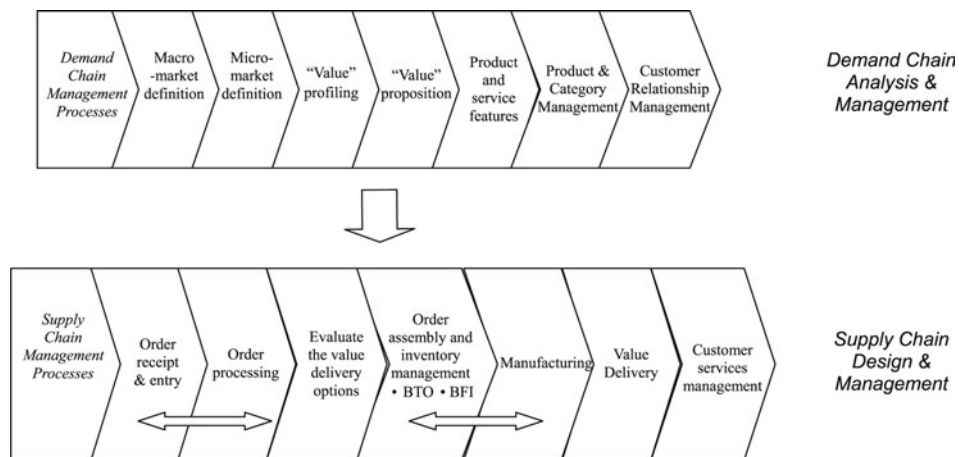 Demand
Chain
Management
Processes
Macro
-market
definition
Micro-
market
definition
“Value”
profiling
“Value”
proposition
Product
and
service
features
Product &
Category
Management
Customer
Relationship
Management
Demand Chain
Analysis &
Management
Supply
Chain
Management
Processes
Order
receipt
& entry
Order
processing
Evaluate
the value
delivery
options
Order
assembly and
inventory
management
• BTO • BFI
Manufacturing
Value
Delivery
Customer
services
management
Supply Chain
Design &
Management